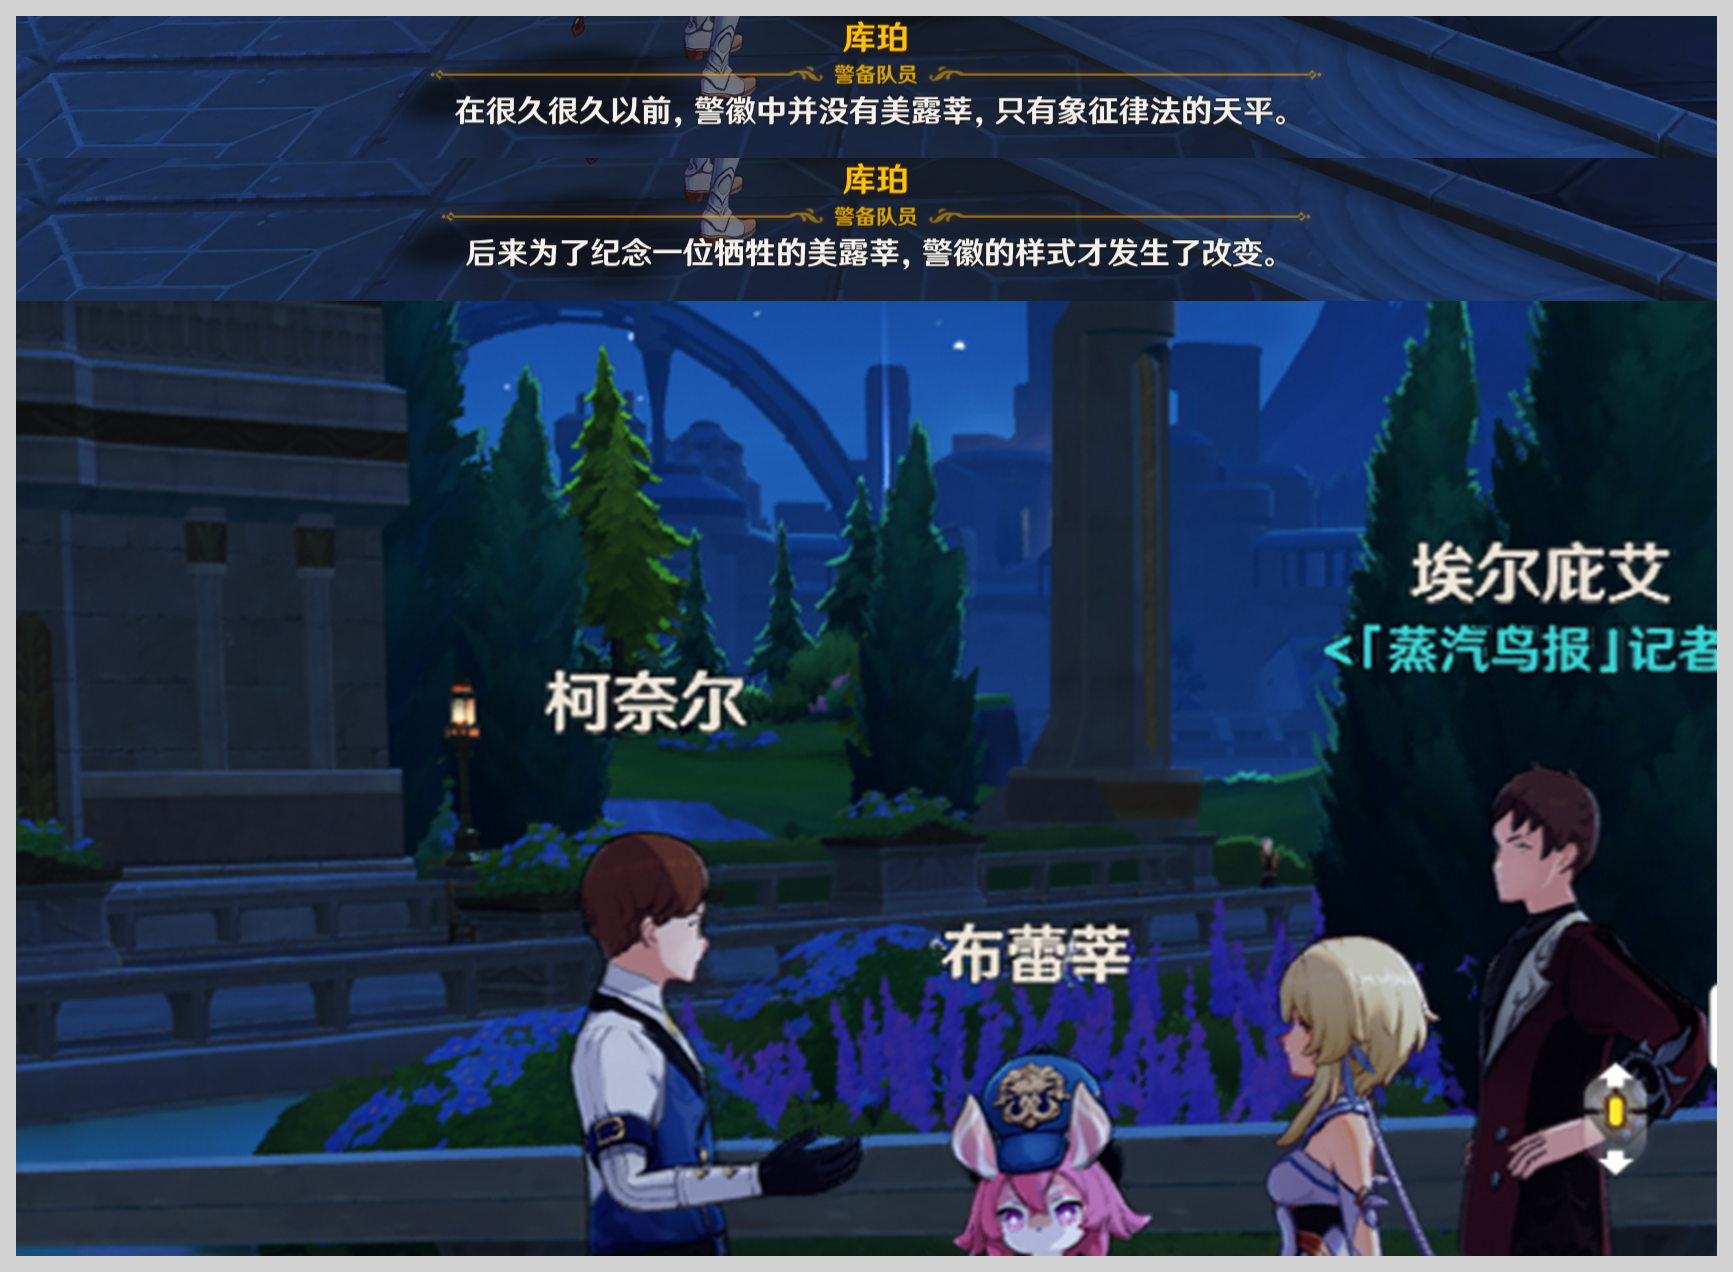 库珀
警备队员
在很久很久以前，警徽中并没有美露莘，只有象征律法的天平。
库珀
警备队员
后来为了纪念一位牺牲的美露莘，警徽的样式才发生了改变。
埃尔庇艾
<「蒸汽鸟报」记者
柯奈尔
布蕾莘